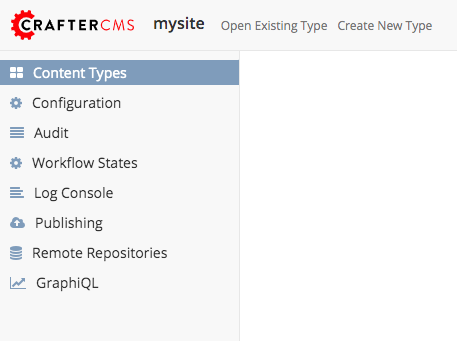 CRAFTERCMS mysite Open Existing Type Create New Type
Content Types
Configuration
Audit
Workflow States
Log Console
Publishing
Remote Repositories
GraphiQL